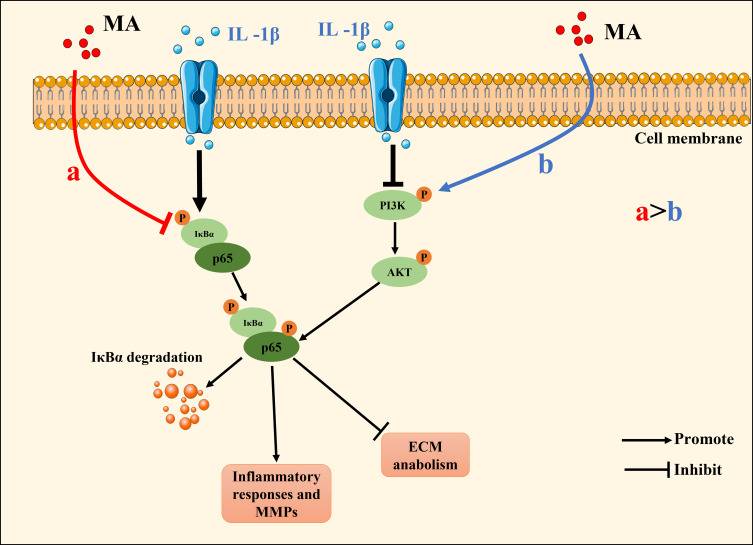 MA
IL -1β
IL -1β
MA
Cell membrane
a
b
a>b
P
P
PI3K
IκBα
p65
P
AKT
P
P
IκBα
p65
IκBα degradation
ECM
anabolism
Inflammatory
responses and
MMPs
Promote
Inhibit